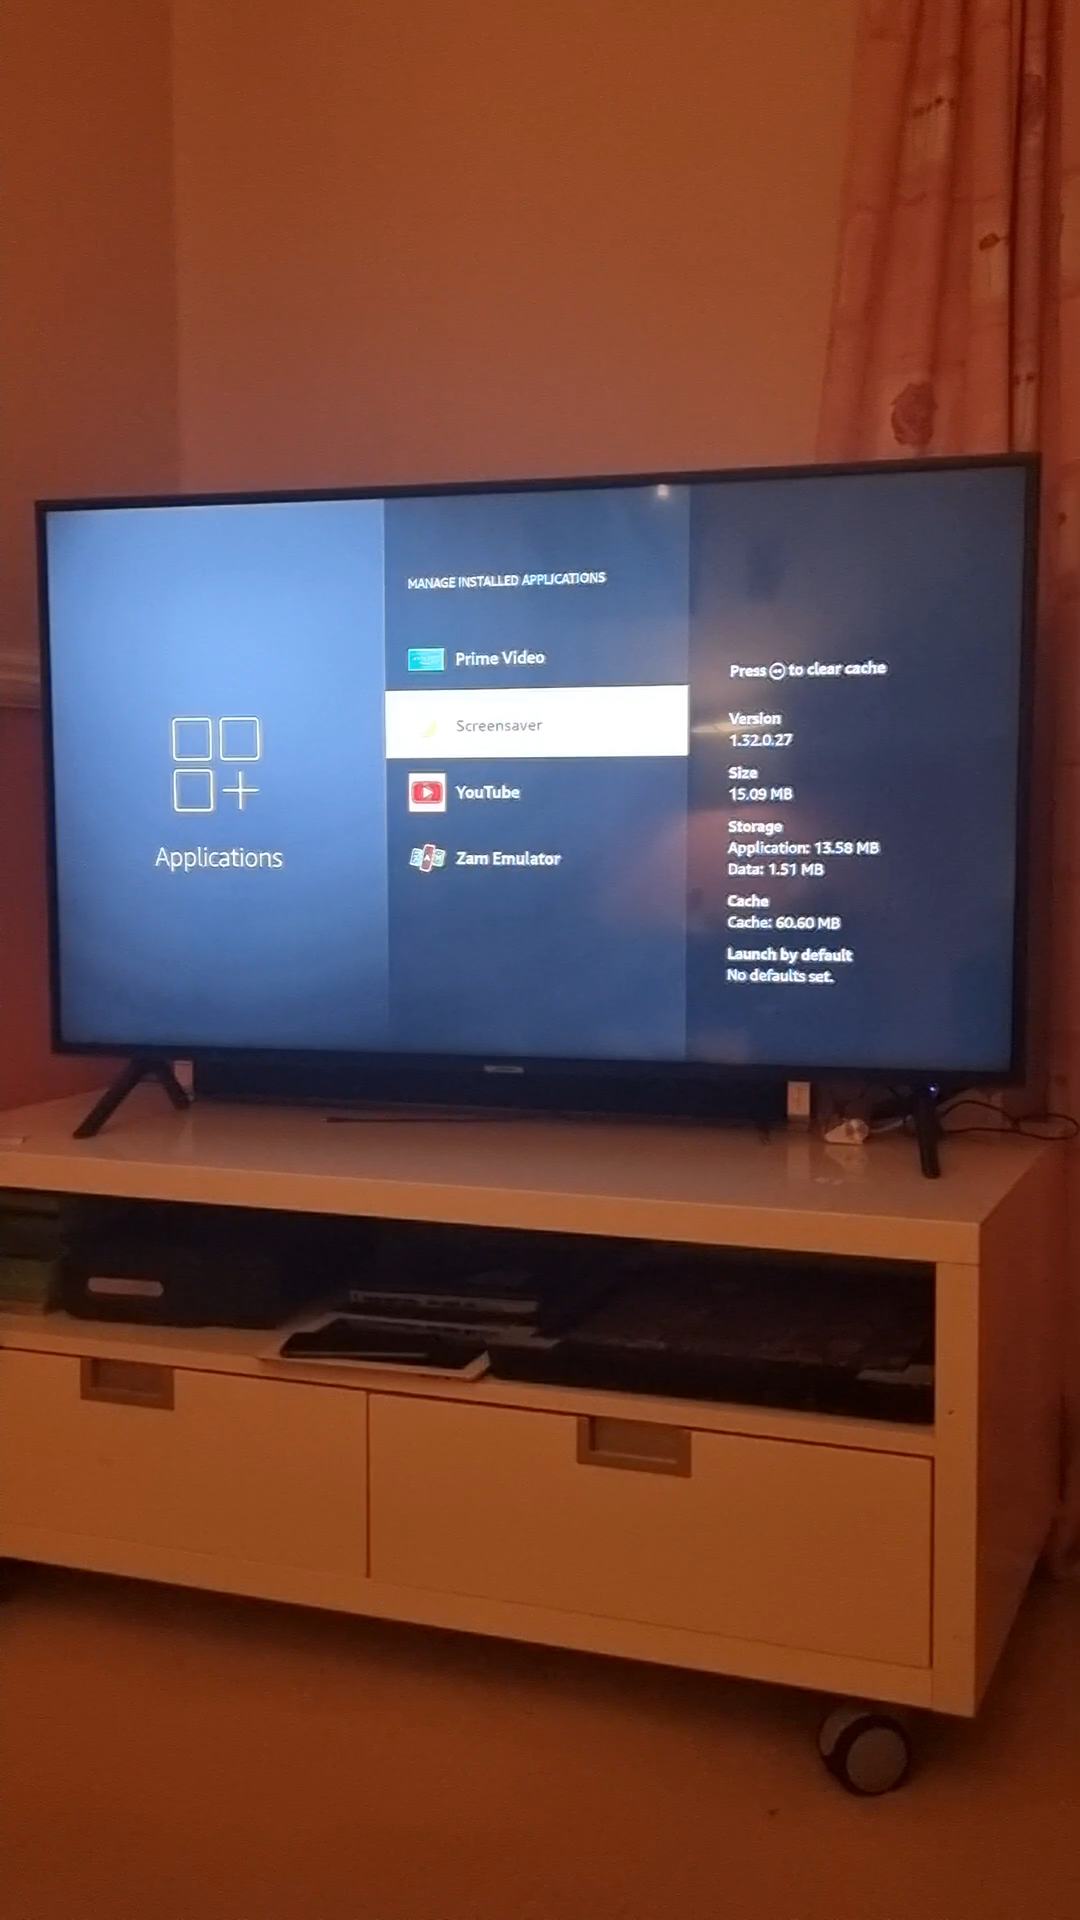 MANAGE INSTALLED APPLICATIONS
Prime Video
Screensaver
YouTube
Zam Emulator
Applications
Press to clear cache
Version
1.32.0.27
Size
15.09 MB
Storage
Application: 13.58 MB
Data: 1.51 MB
Cache
Cache: 60.60 MB
Launch by default
No defaults set.